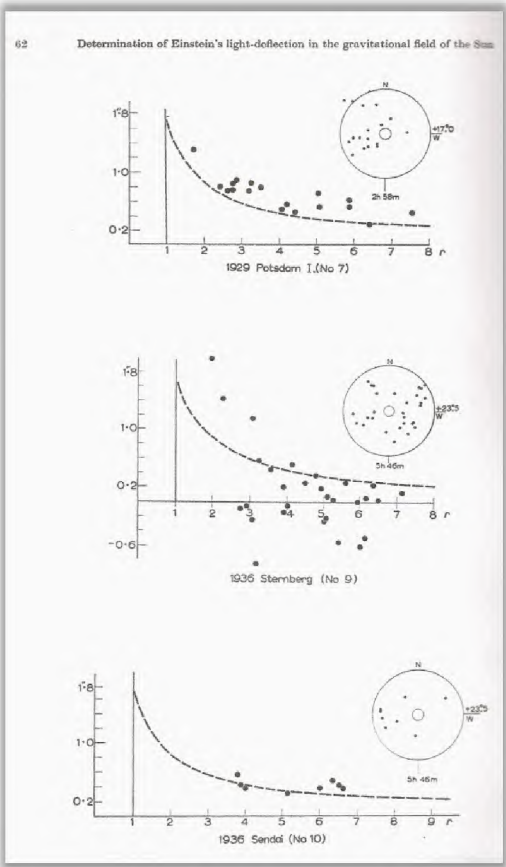 62 Determination of Einstein's light-deflection in the gravitational field of the Sun
N
1".8
1·0
0·2
+17°.0
W
2h 58m
1 2 3 4 5 6 7 8 r
1929 Potsdam I.(No 7)
N
1".8
1·0
0·2
-0·6
+23°.5
W
5h 46m
1 2 3 4 5 6 7 8 r
1936 Sternberg (No 9)
N
1".8
1·0
0·2
+23°.5
W
5h 46m
1 2 3 4 5 6 7 8 9 r
1936 Sendai (No 10)